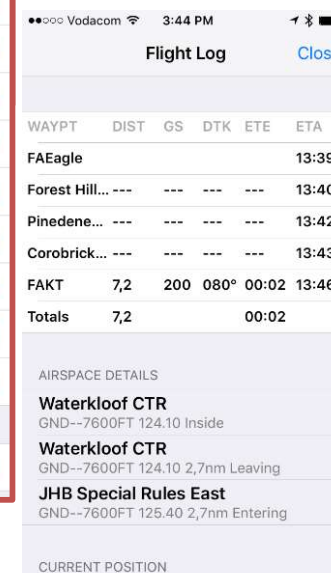 Vodacom 3:44 PM
Flight Log Clos
WAYPT DIST GS DTK ETE ETA
FAEagle 13:39
Forest Hill... --- --- --- --- 13:40
Pinedene... --- --- --- --- 13:42
Corobrick... --- --- --- --- 13:43
FAKT 7,2 200 080° 00:02 13:46
Totals 7,2 00:02
AIRSPACE DETAILS
Waterkloof CTR
GND--7600FT 124.10 Inside
Waterkloof CTR
GND--7600FT 124.10 2,7nm Leaving
JHB Special Rules East
GND--7600FT 125.40 2,7nm Entering
CURRENT POSITION